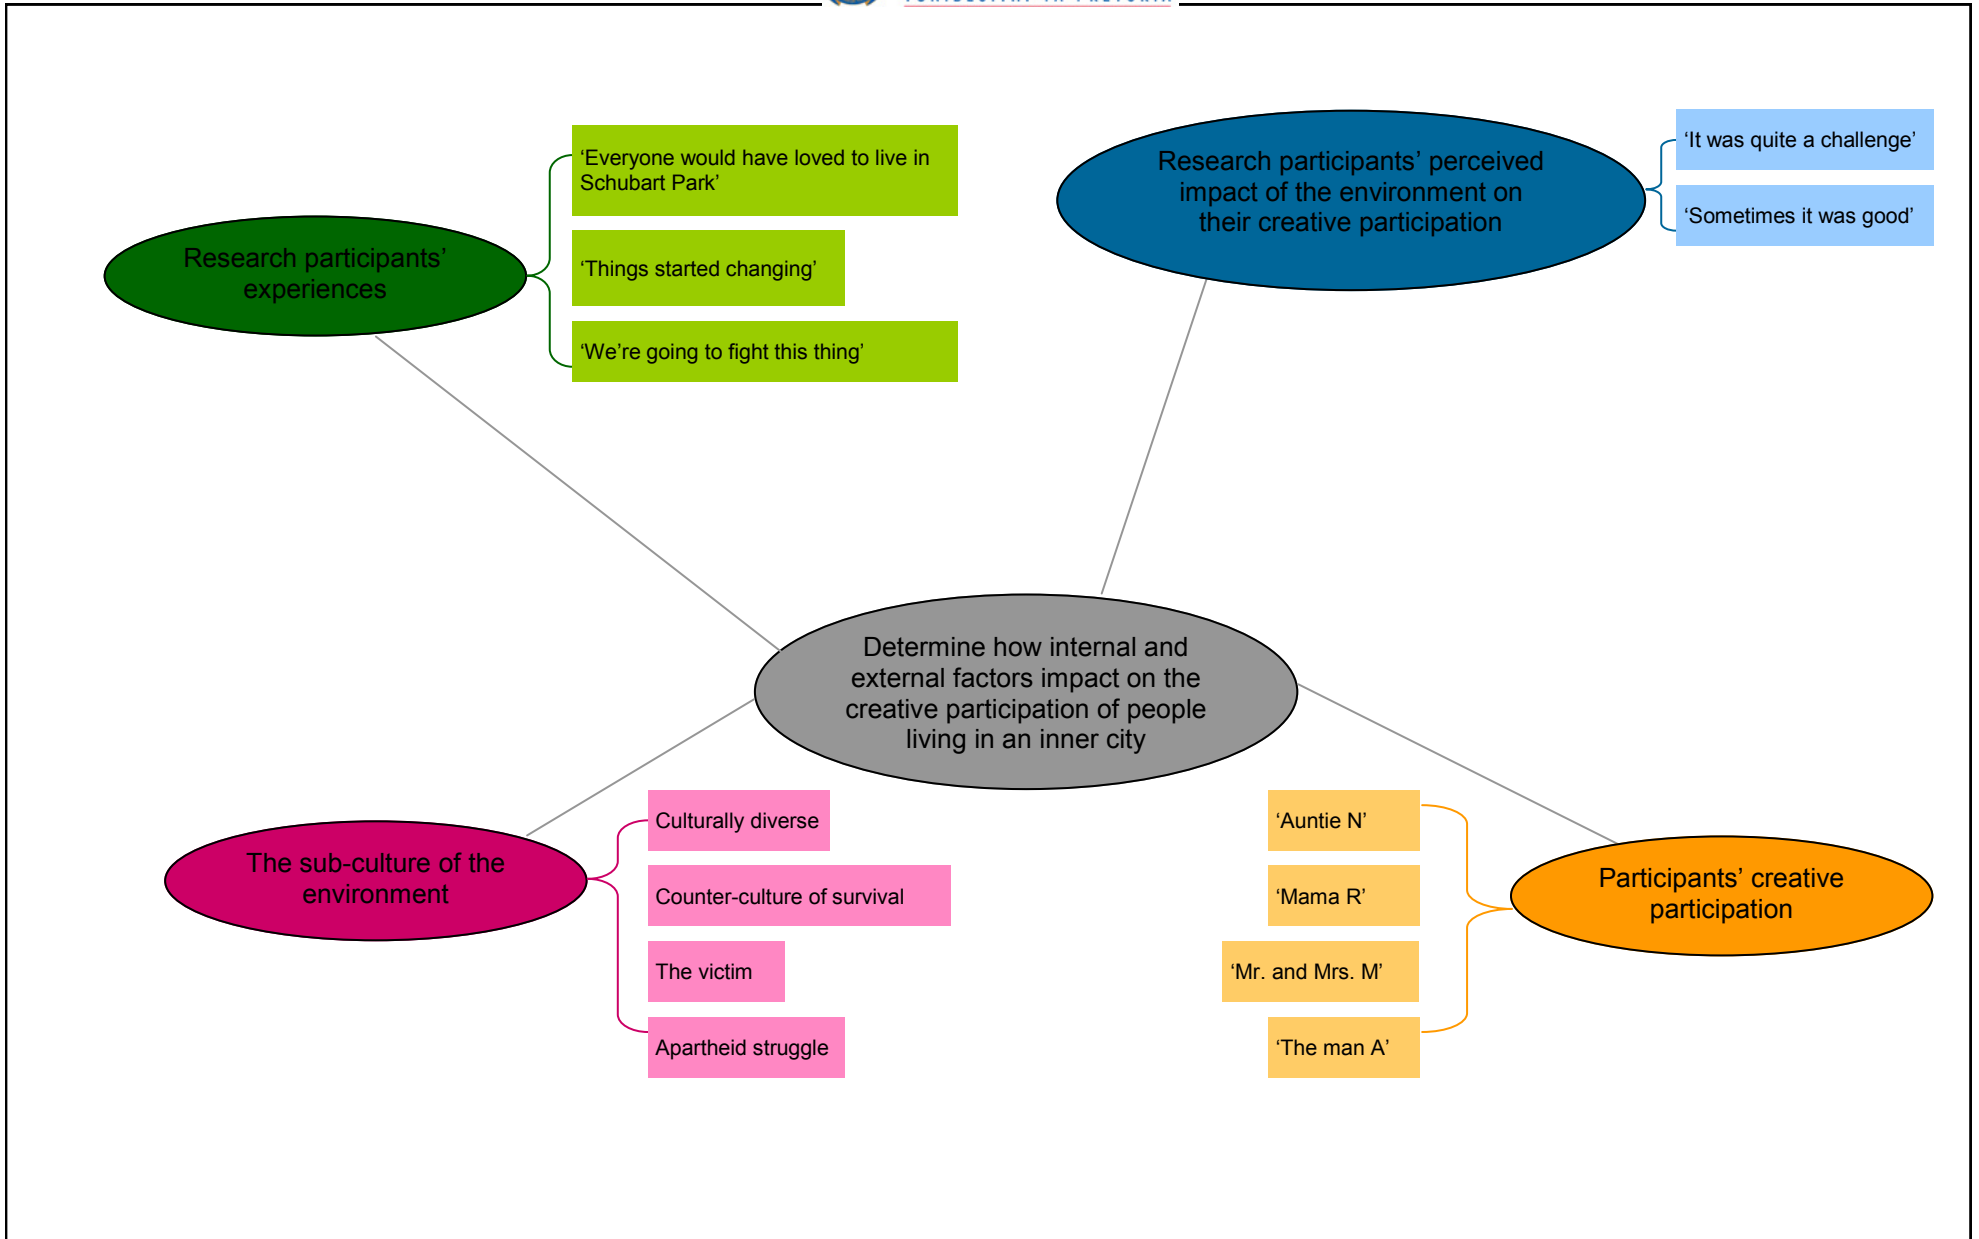 ‘Everyone would have loved to live in
Schubart Park’
‘Things started changing’
‘We’re going to fight this thing’
Research participants’
experiences
Research participants’ perceived
impact of the environment on
their creative participation
‘It was quite a challenge’
‘Sometimes it was good’
Determine how internal and
external factors impact on the
creative participation of people
living in an inner city
The sub-culture of the
environment
Culturally diverse
Counter-culture of survival
The victim
Apartheid struggle
‘Auntie N’
‘Mama R’
‘Mr. and Mrs. M’
‘The man A’
Participants’ creative
participation